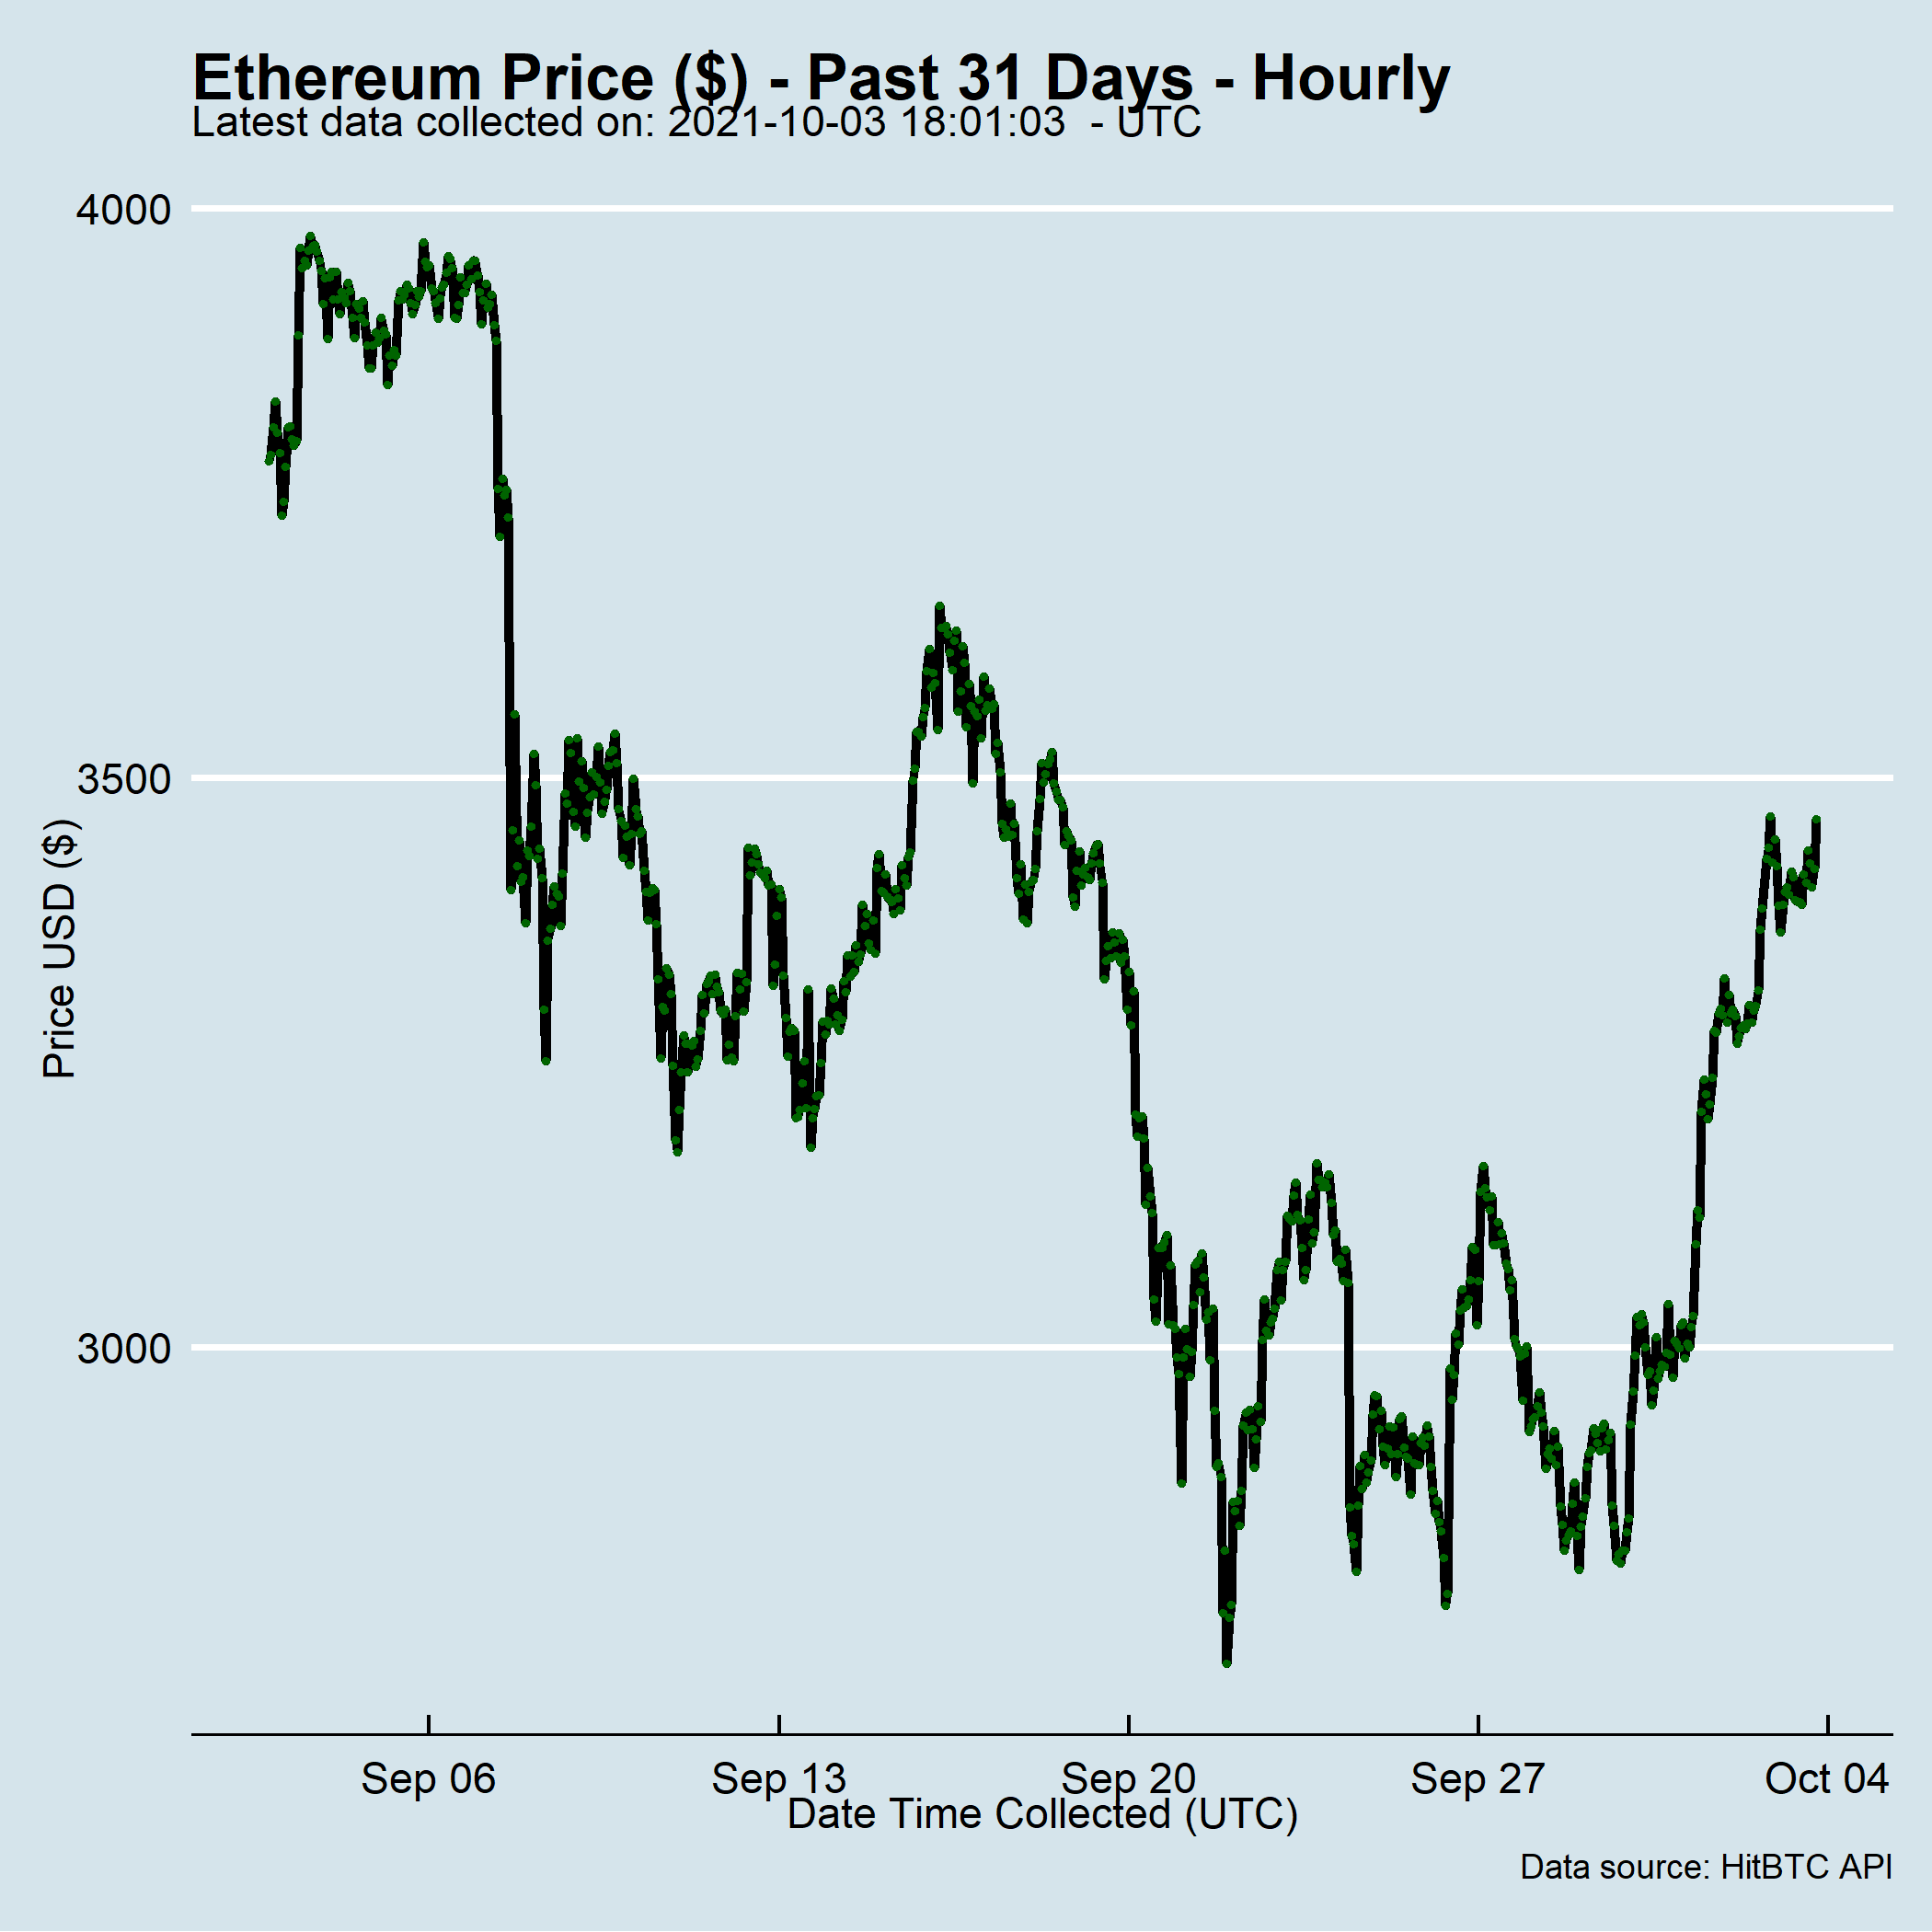 Ethereum Price ($) - Past 31 Days - Hourly
Latest data collected on: 2021-10-03 18:01:03  - UTC
4000
3500
3000
Price USD ($)
Sep 06
Sep 13
Sep 20
Sep 27
Oct 04
Date Time Collected (UTC)
Data source: HitBTC API